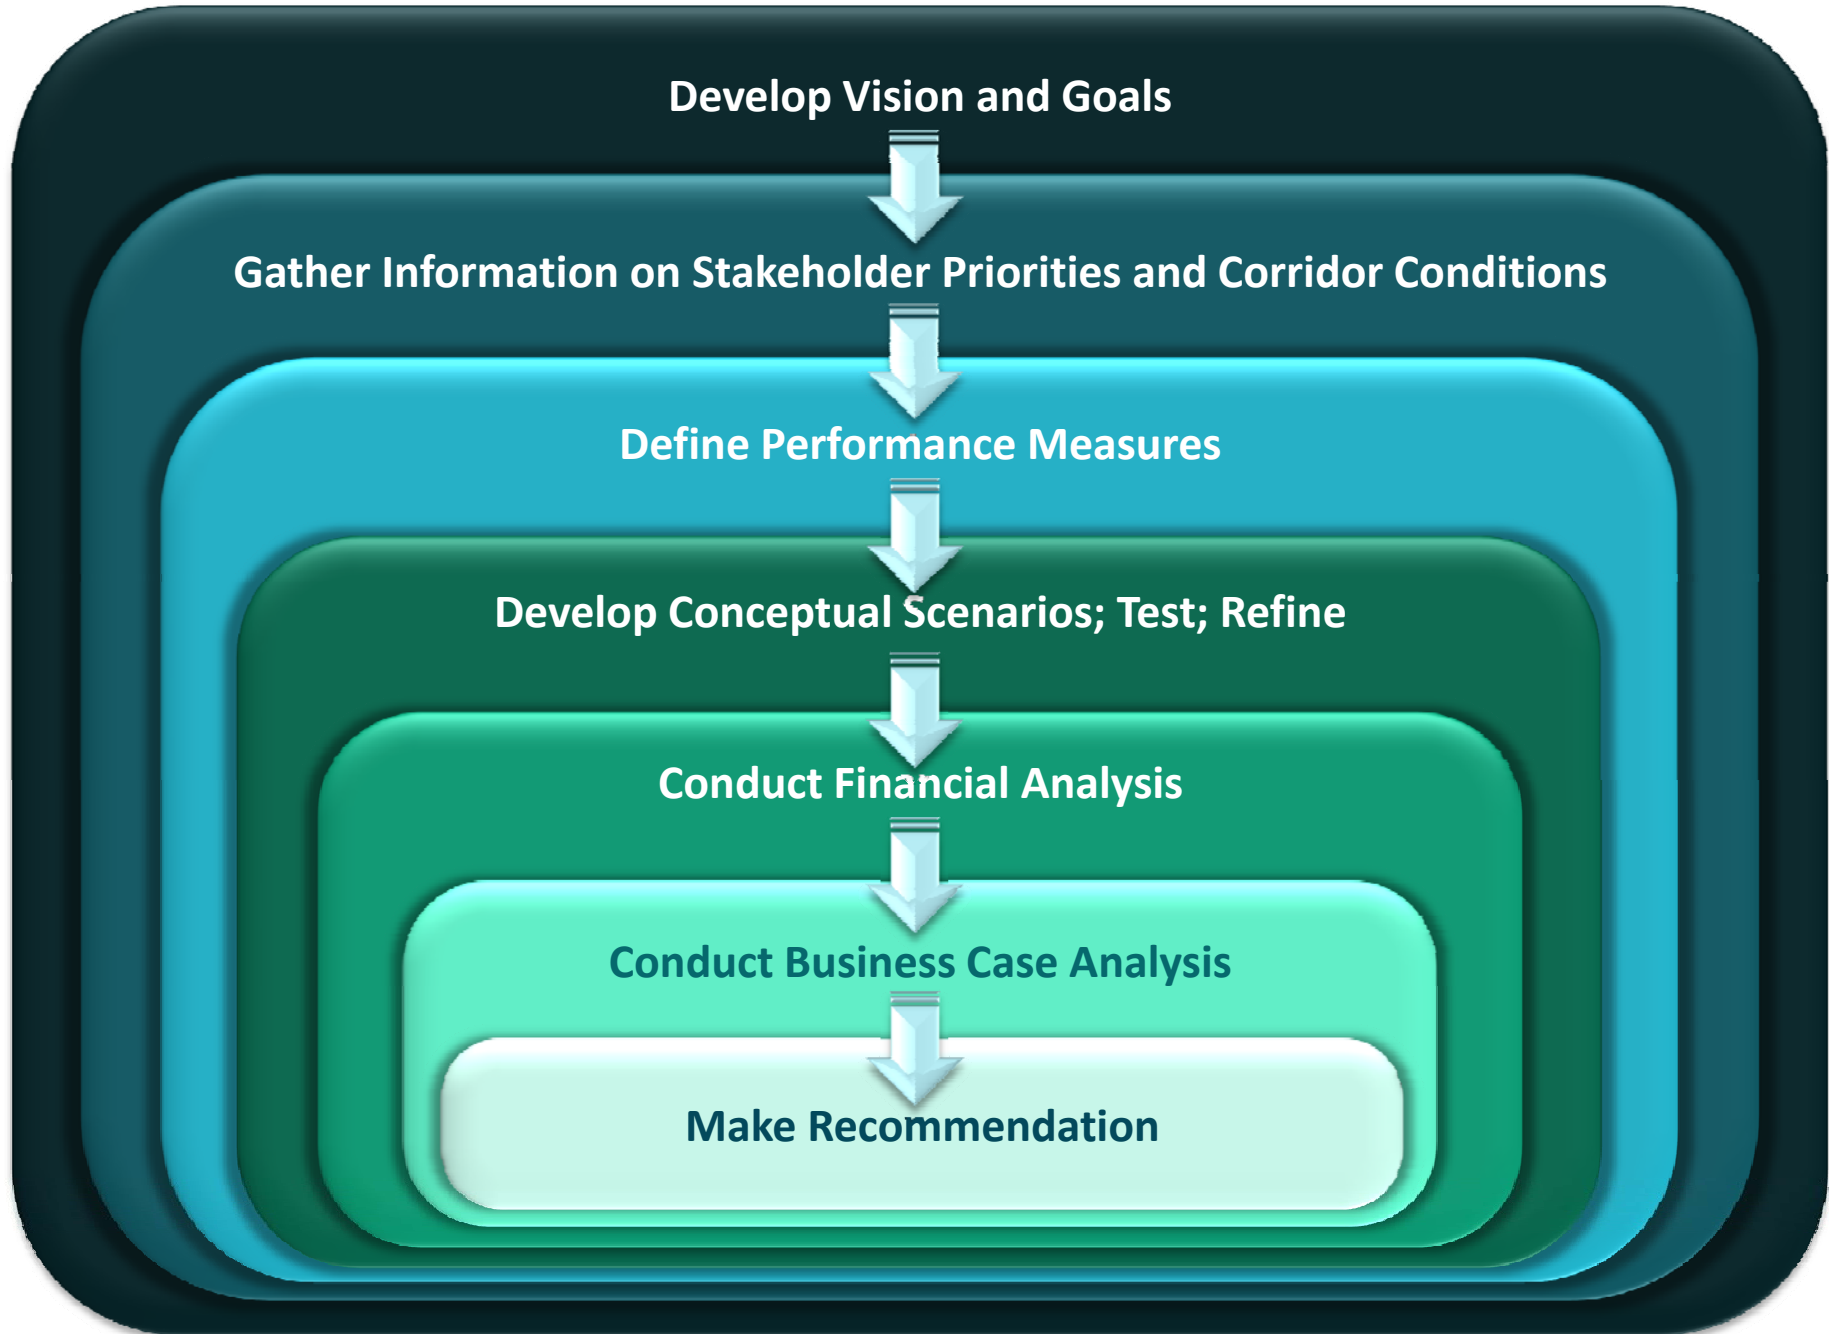 Develop Vision and Goals
Gather Information on Stakeholder Priorities and Corridor Conditions
Define Performance Measures
Develop Conceptual Scenarios; Test; Refine
Conduct Financial Analysis
Conduct Business Case Analysis
Make Recommendation